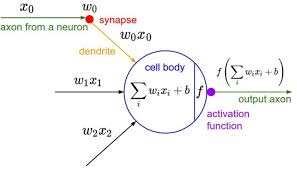 x₀ w₀
synapse
axon from a neuron
w₀x₀
dendrite
cell body
f(∑ᵢ wᵢxᵢ + b)
w₁x₁
∑ᵢ wᵢxᵢ + b f
output axon
activation
function
w₂x₂